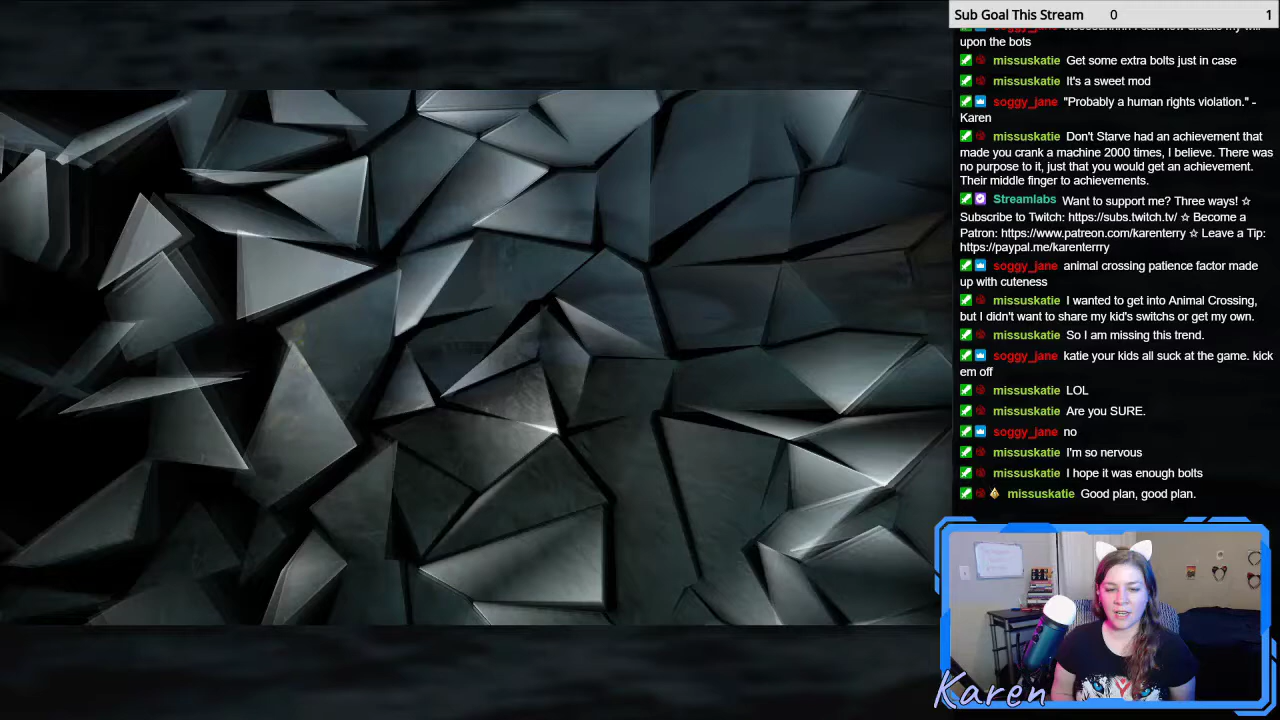 Sub Goal This Stream 0 1
upon the bots
missuskatie Get some extra bolts just in case
missuskatie It's a sweet mod
soggy_jane "Probably a human rights violation." -
Karen
missuskatie Don't Starve had an achievement that
made you crank a machine 2000 times, I believe. There was
no purpose to it, just that you would get an achievement.
Their middle finger to achievements.
Streamlabs Want to support me? Three ways! ☆
Subscribe to Twitch: https://subs.twitch.tv/ ☆ Become a
Patron: https://www.patreon.com/karenterry ☆ Leave a Tip:
https://paypal.me/karenterrry
soggy_jane animal crossing patience factor made
up with cuteness
missuskatie I wanted to get into Animal Crossing,
but I didn't want to share my kid's switchs or get my own.
missuskatie So I am missing this trend.
soggy_jane katie your kids all suck at the game. kick
em off
missuskatie LOL
missuskatie Are you SURE.
soggy_jane no
missuskatie I'm so nervous
missuskatie I hope it was enough bolts
missuskatie Good plan, good plan.
Karen